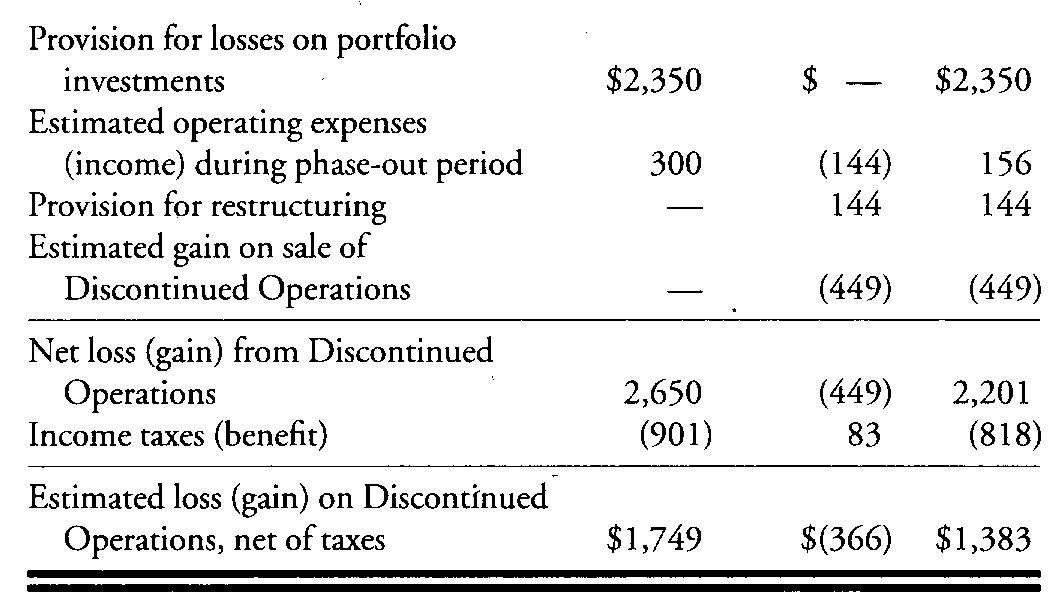 Provision for losses on portfolio
investments $2,350 $ — $2,350
Estimated operating expenses
(income) during phase-out period 300 (144) 156
Provision for restructuring — 144 144
Estimated gain on sale of
Discontinued Operations — (449) (449)
Net loss (gain) from Discontinued
Operations 2,650 (449) 2,201
Income taxes (benefit) (901) 83 (818)
Estimated loss (gain) on Discontinued
Operations, net of taxes $1,749 $(366) $1,383